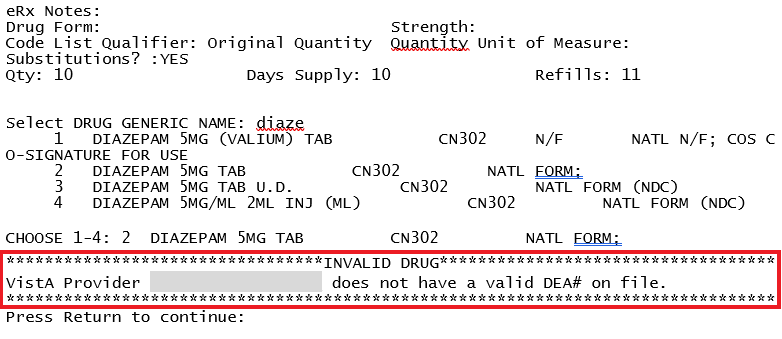 eRx Notes:
Drug Form: Strength:
Code List Qualifier: Original Quantity Quantity Unit of Measure:
Substitutions? :YES
Qty: 10 Days Supply: 10 Refills: 11
Select DRUG GENERIC NAME: diaze
1 DIAZEPAM 5MG (VALIUM) TAB CN302 N/F NATL N/F; COS C
O-SIGNATURE FOR USE
2 DIAZEPAM 5MG TAB CN302 NATL FORM;
3 DIAZEPAM 5MG TAB U.D. CN302 NATL FORM (NDC)
4 DIAZEPAM 5MG/ML 2ML INJ (ML) CN302 NATL FORM (NDC)
CHOOSE 1-4: 2 DIAZEPAM 5MG TAB CN302 NATL FORM;
*********************************INVALID DRUG***********************************
VistA Provider does not have a valid DEA# on file.
********************************************************************************
Press Return to continue: